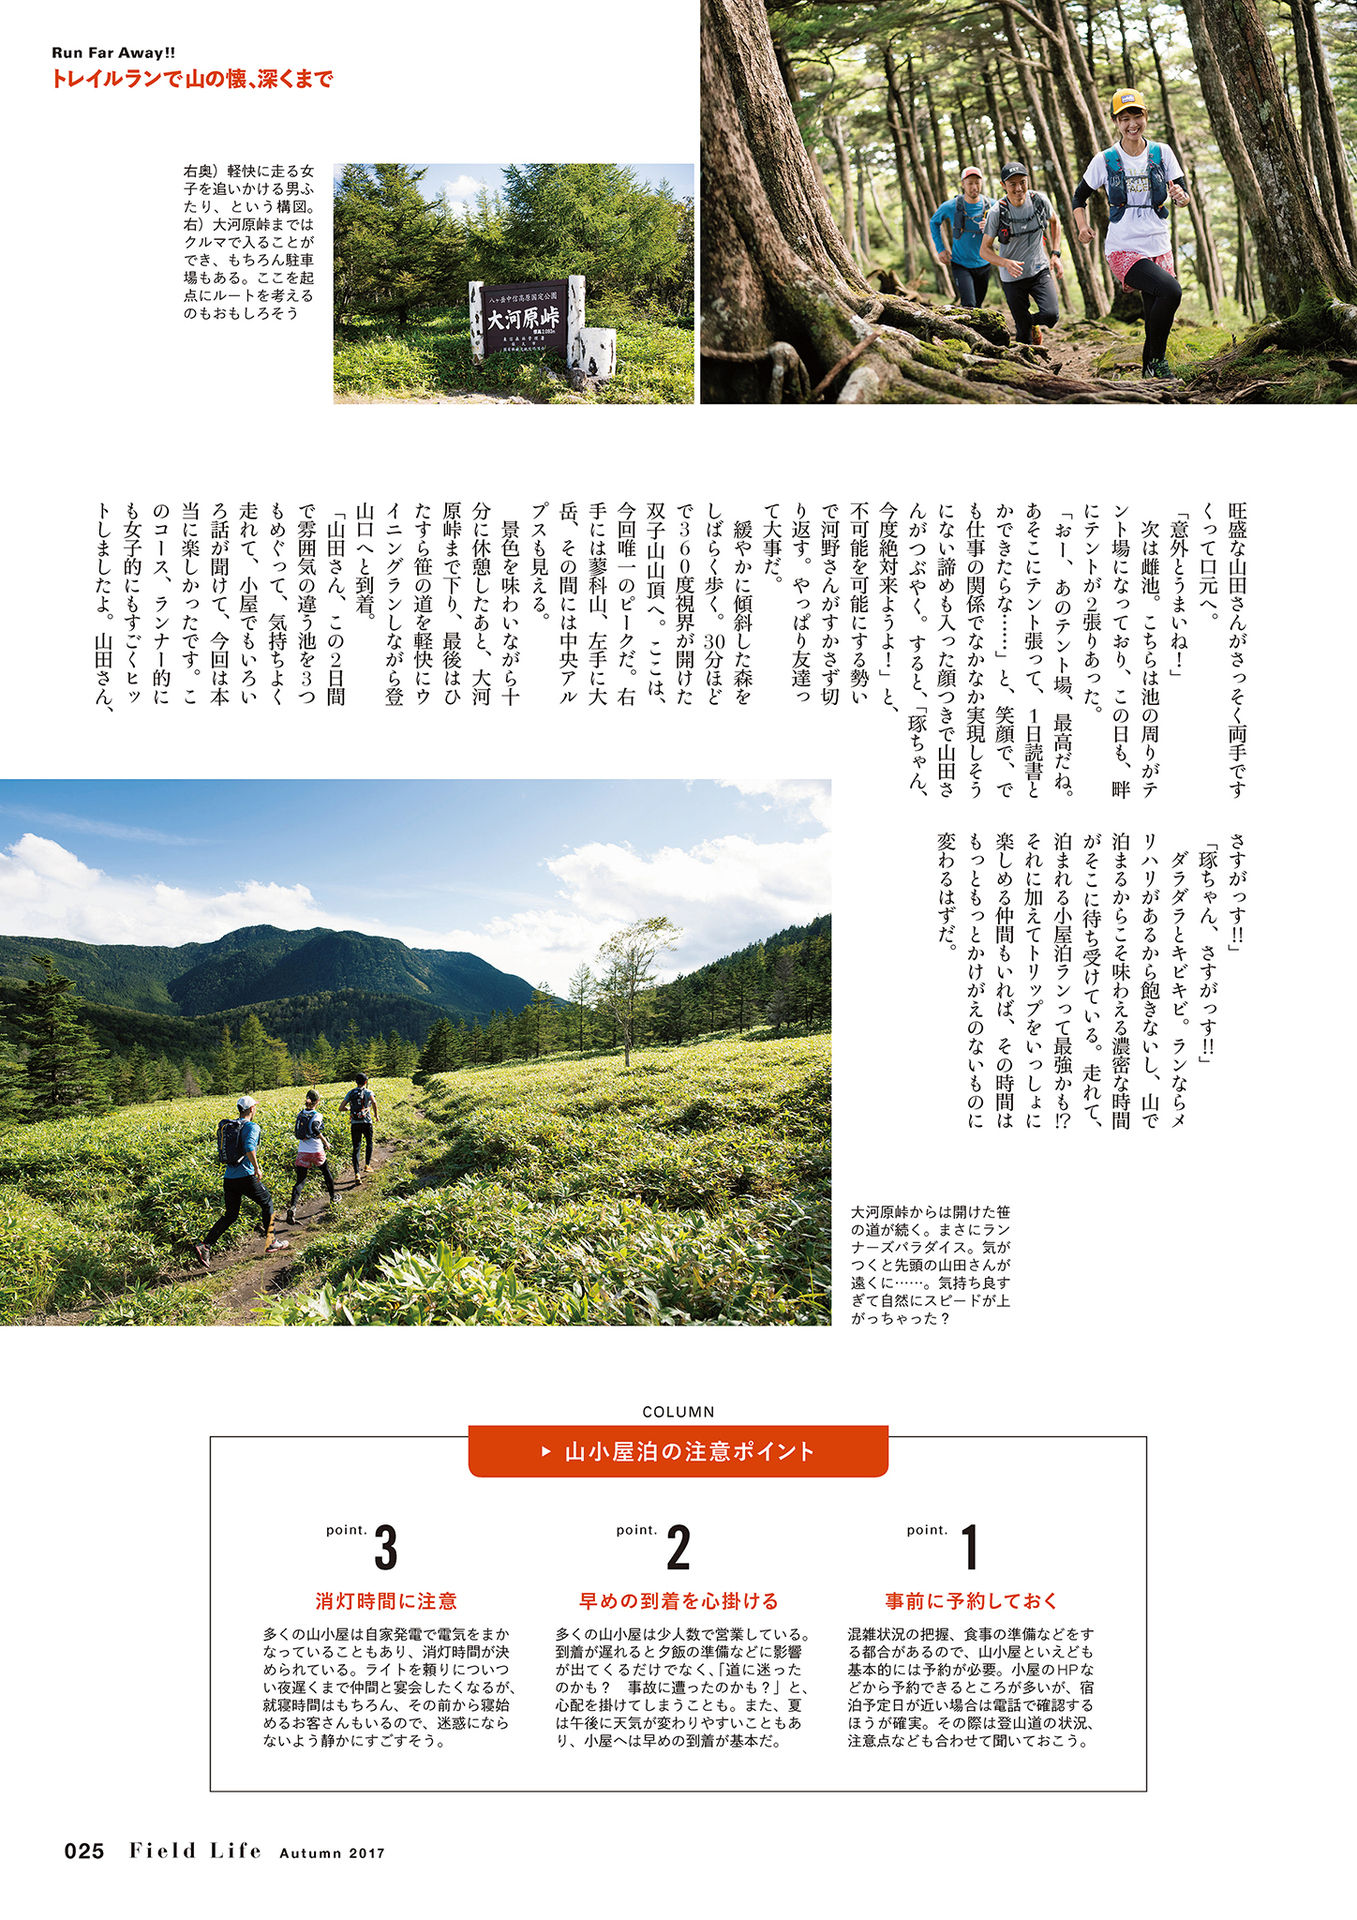 Run Far Away!!
トレイルランで山の懐、深くまで
右奥）軽快に走る女
子を追いかける男ふ
たり、という構図。
右）大河原峠までは
クルマで入ることが
でき、もちろん駐車
場もある。ここを起
点にルートを考える
のもおもしろそう
八ヶ岳中信高原国定公園
大河原峠
標高2,093m
旺盛な山田さんがさっそく両手です
くって口元へ。
「意外とうまいね！」
次は雌池。こちらは池の周りがテ
ント場になっており、この日も、畔
にテントが2張りあった。
「おー、あのテント場、最高だね。
あそこにテント張って、1日読書と
かできたらな……」と、笑顔で、で
も仕事の関係でなかなか実現しそう
にない諦めも入った顔つきで山田さ
んがつぶやく。すると、「琢ちゃん、
今度絶対来ようよ！」と、
不可能を可能にする勢い
で河野さんがすかさず切
り返す。やっぱり友達っ
て大事だ。
緩やかに傾斜した森を
しばらく歩く。30分ほど
で360度視界が開けた
双子山山頂へ。ここは、
今回唯一のピークだ。右
手には蓼科山、左手に大
岳、その間には中央アル
プスも見える。
景色を味わいながら十
分に休憩したあと、大河
原峠まで下り、最後はひ
たすら笹の道を軽快にウ
イニングランしながら登
山口へと到着。
「山田さん、この2日間
で雰囲気の違う池を3つ
もめぐって、気持ちよく
走れて、小屋でもいろい
ろ話が聞けて、今回は本
当に楽しかったです。こ
のコース、ランナー的に
も女子的にもすごくヒッ
トしましたよ。山田さん、
さすがっす!!」
「琢ちゃん、さすがっす!!」
ダラダラとキビキビ。ランならメ
リハリがあるから飽きないし、山で
泊まるからこそ味わえる濃密な時間
がそこに待ち受けている。走れて、
泊まれる小屋泊ランって最強かも!?
それに加えてトリップをいっしょに
楽しめる仲間もいれば、その時間は
もっともっとかけがえのないものに
変わるはずだ。
大河原峠からは開けた笹
の道が続く。まさにラン
ナーズパラダイス。気が
つくと先頭の山田さんが
遠くに……。気持ち良す
ぎて自然にスピードが上
がっちゃった？
COLUMN
▶ 山小屋泊の注意ポイント
point. 1
事前に予約しておく
混雑状況の把握、食事の準備などをす
る都合があるので、山小屋といえども
基本的には予約が必要。小屋のHPな
どから予約できるところが多いが、宿
泊予定日が近い場合は電話で確認する
ほうが確実。その際は登山道の状況、
注意点なども合わせて聞いておこう。
point. 2
早めの到着を心掛ける
多くの山小屋は少人数で営業している。
到着が遅れると夕飯の準備などに影響
が出てくるだけでなく、「道に迷った
のかも？　事故に遭ったのかも？」と、
心配を掛けてしまうことも。また、夏
は午後に天気が変わりやすいこともあ
り、小屋へは早めの到着が基本だ。
point. 3
消灯時間に注意
多くの山小屋は自家発電で電気をまか
なっていることもあり、消灯時間が決
められている。ライトを頼りについつ
い夜遅くまで仲間と宴会したくなるが、
就寝時間はもちろん、その前から寝始
めるお客さんもいるので、迷惑になら
ないよう静かにすごすそう。
025 Field Life Autumn 2017